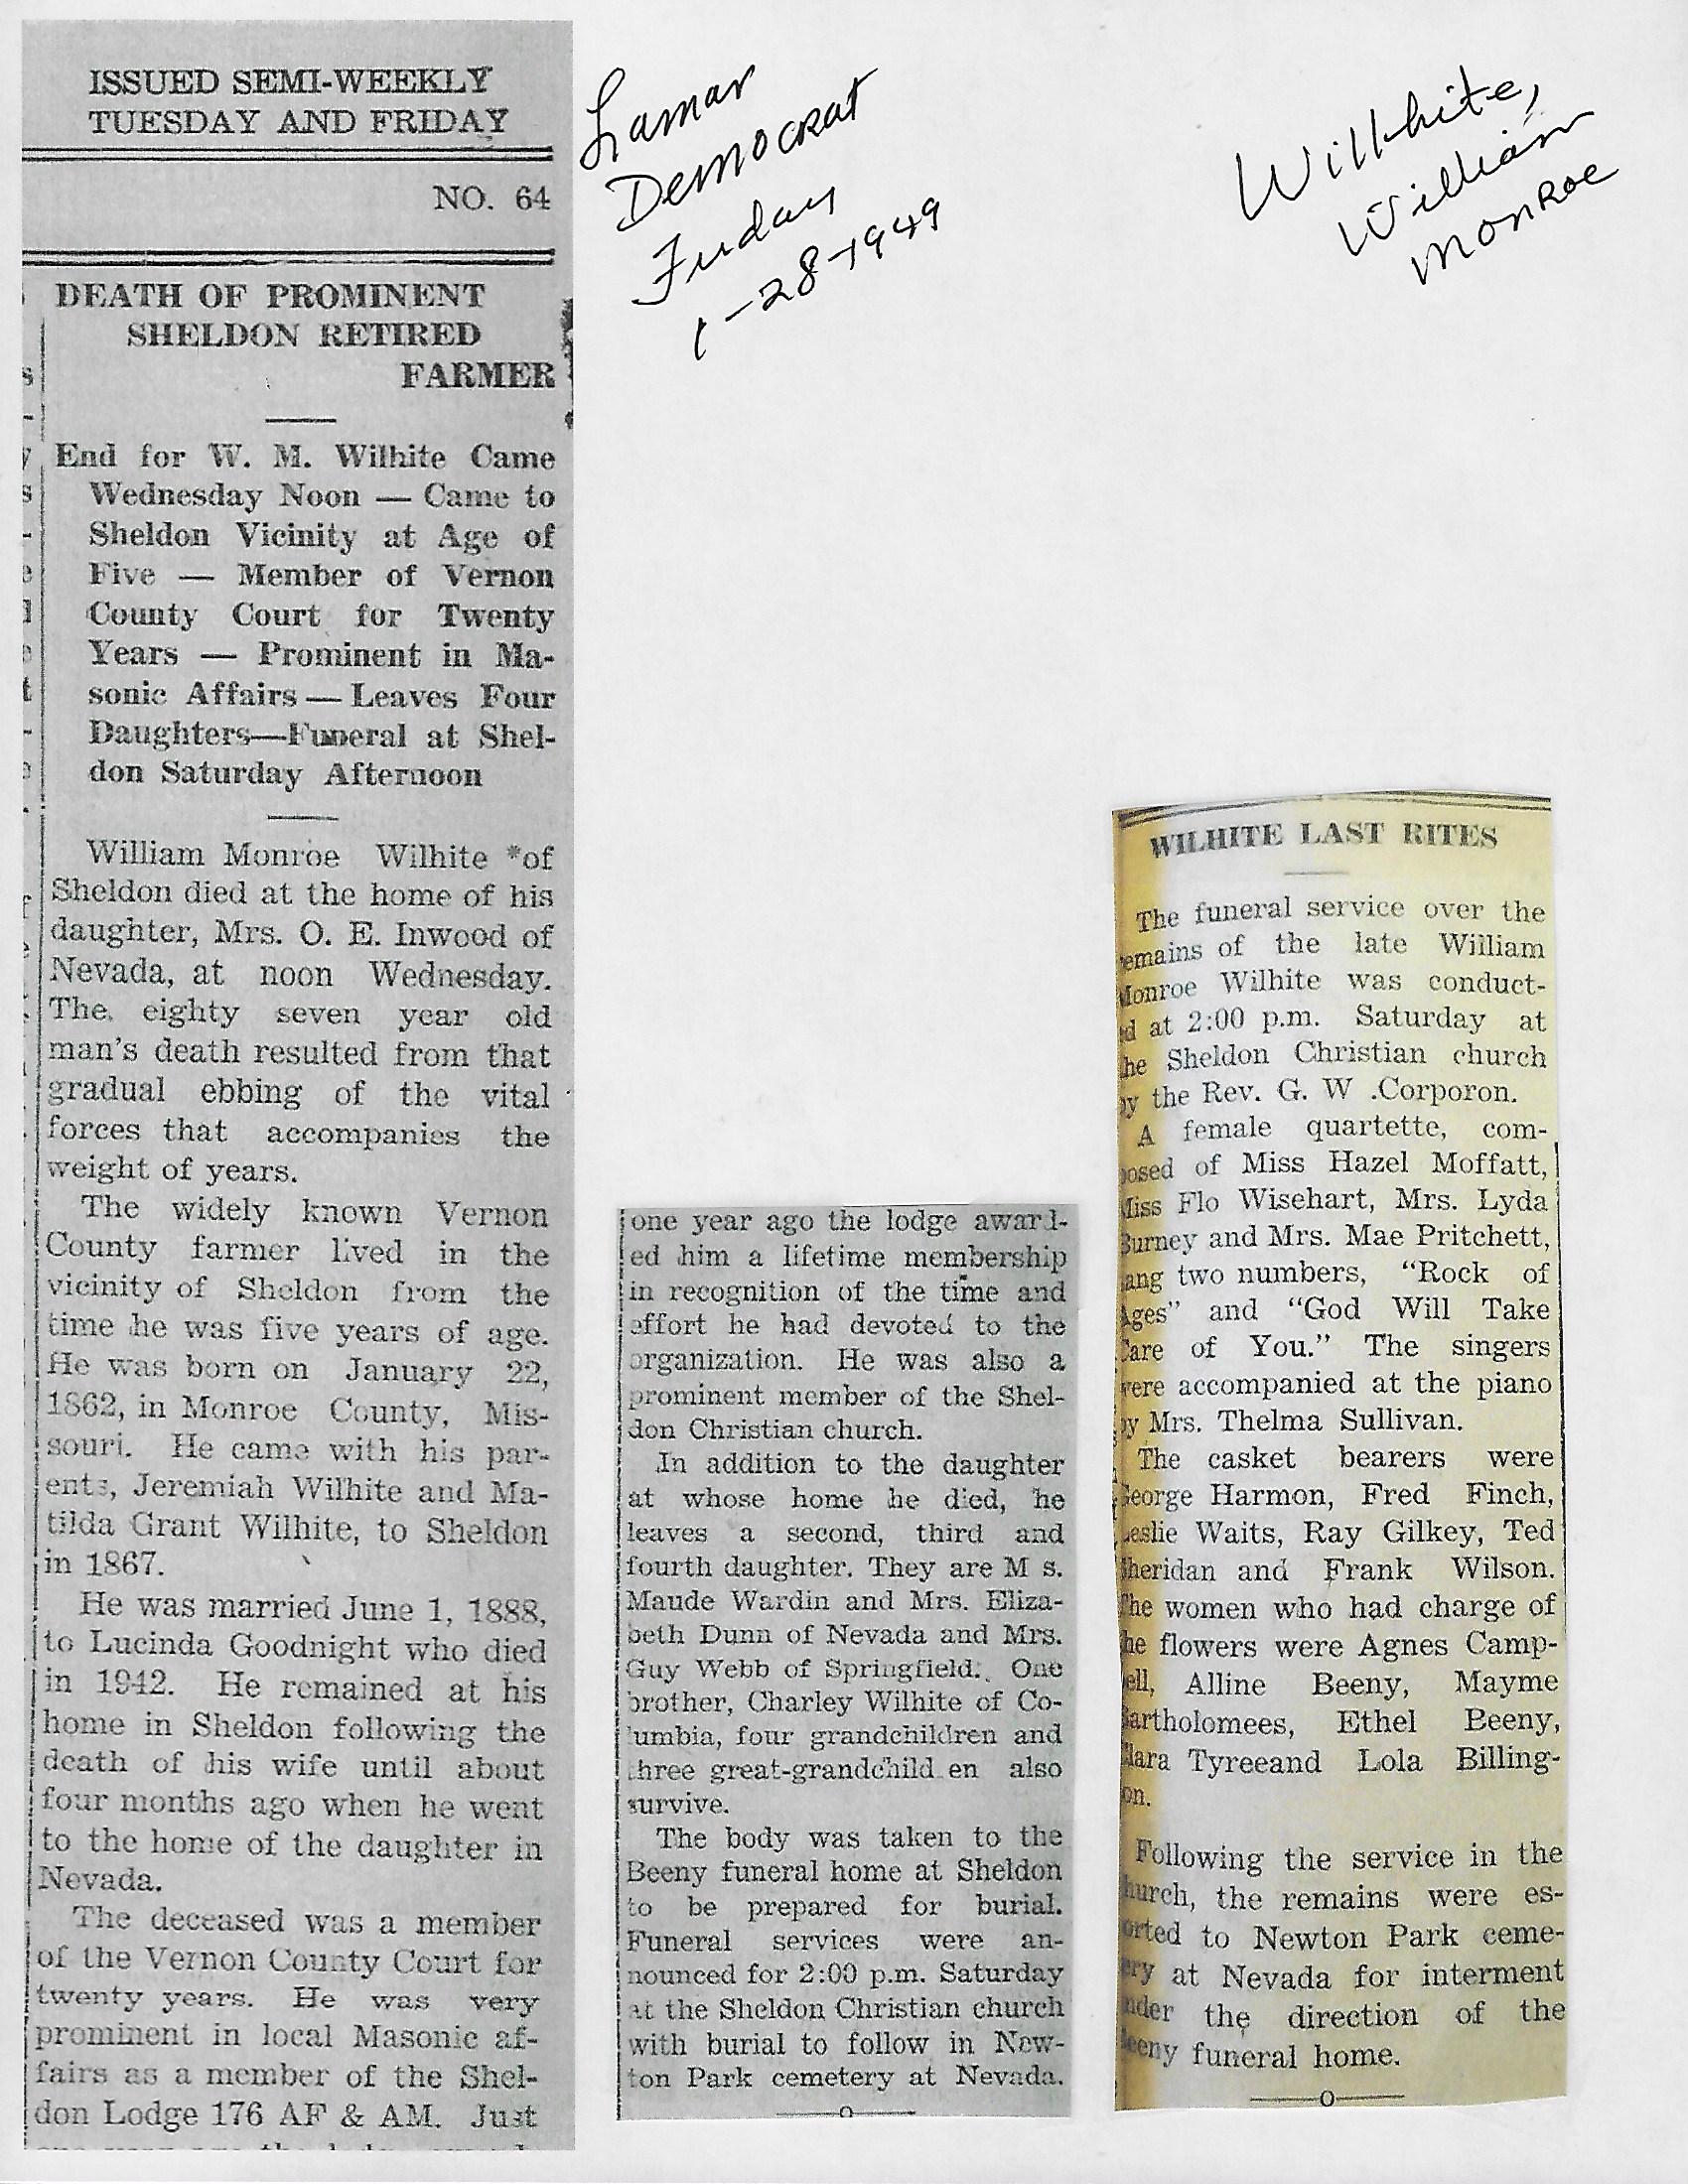 ISSUED SEMI-WEEKLY
TUESDAY AND FRIDAY
NO. 64
DEATH OF PROMINENT
SHELDON RETIRED
FARMER
End for W. M. Wilhite Came
Wednesday Noon — Came to
Sheldon Vicinity at Age of
Five — Member of Vernon
County Court for Twenty
Years — Prominent in Ma-
sonic Affairs — Leaves Four
Daughters—Funeral at Shel-
don Saturday Afternoon
William Monroe Wilhite *of
Sheldon died at the home of his
daughter, Mrs. O. E. Inwood of
Nevada, at noon Wednesday.
The eighty seven year old
man's death resulted from that
gradual ebbing of the vital
forces that accompanies the
weight of years.
The widely known Vernon
County farmer lived in the
vicinity of Sheldon from the
time he was five years of age.
He was born on January 22,
1862, in Monroe County, Mis-
souri. He came with his par-
ents, Jeremiah Wilhite and Ma-
tilda Grant Wilhite, to Sheldon
in 1867.
He was married June 1, 1888,
to Lucinda Goodnight who died
in 1942. He remained at his
home in Sheldon following the
death of his wife until about
four months ago when he went
to the home of the daughter in
Nevada.
The deceased was a member
of the Vernon County Court for
twenty years. He was very
prominent in local Masonic af-
fairs as a member of the Shel-
don Lodge 176 AF & AM. Just
Lamar
Democrat
Friday
1-28-1949
one year ago the lodge award-
ed him a lifetime membership
in recognition of the time and
effort he had devoted to the
organization. He was also a
prominent member of the Shel-
don Christian church.
In addition to the daughter
at whose home he died, he
leaves a second, third and
fourth daughter. They are M s.
Maude Wardin and Mrs. Eliza-
beth Dunn of Nevada and Mrs.
Guy Webb of Springfield. One
brother, Charley Wilhite of Co-
umbia, four grandchildren and
three great-grandchild en also
survive.
The body was taken to the
Beeny funeral home at Sheldon
to be prepared for burial.
Funeral services were an-
nounced for 2:00 p.m. Saturday
at the Sheldon Christian church
with burial to follow in New-
ton Park cemetery at Nevada.
Willhite,
William
Monroe
WILHITE LAST RITES
The funeral service over the
emains of the late William
Monroe Wilhite was conduct-
ed at 2:00 p.m. Saturday at
he Sheldon Christian church
by the Rev. G. W .Corporon.
A female quartette, com-
posed of Miss Hazel Moffatt,
Miss Flo Wisehart, Mrs. Lyda
Burney and Mrs. Mae Pritchett,
ang two numbers, "Rock of
Ages" and "God Will Take
Care of You." The singers
were accompanied at the piano
by Mrs. Thelma Sullivan.
The casket bearers were
George Harmon, Fred Finch,
Leslie Waits, Ray Gilkey, Ted
Sheridan and Frank Wilson.
The women who had charge of
he flowers were Agnes Camp-
ell, Alline Beeny, Mayme
Bartholomees, Ethel Beeny,
lara Tyreeand Lola Billing-
on.
Following the service in the
hurch, the remains were es-
orted to Newton Park ceme-
ery at Nevada for interment
nder the direction of the
Beeny funeral home.